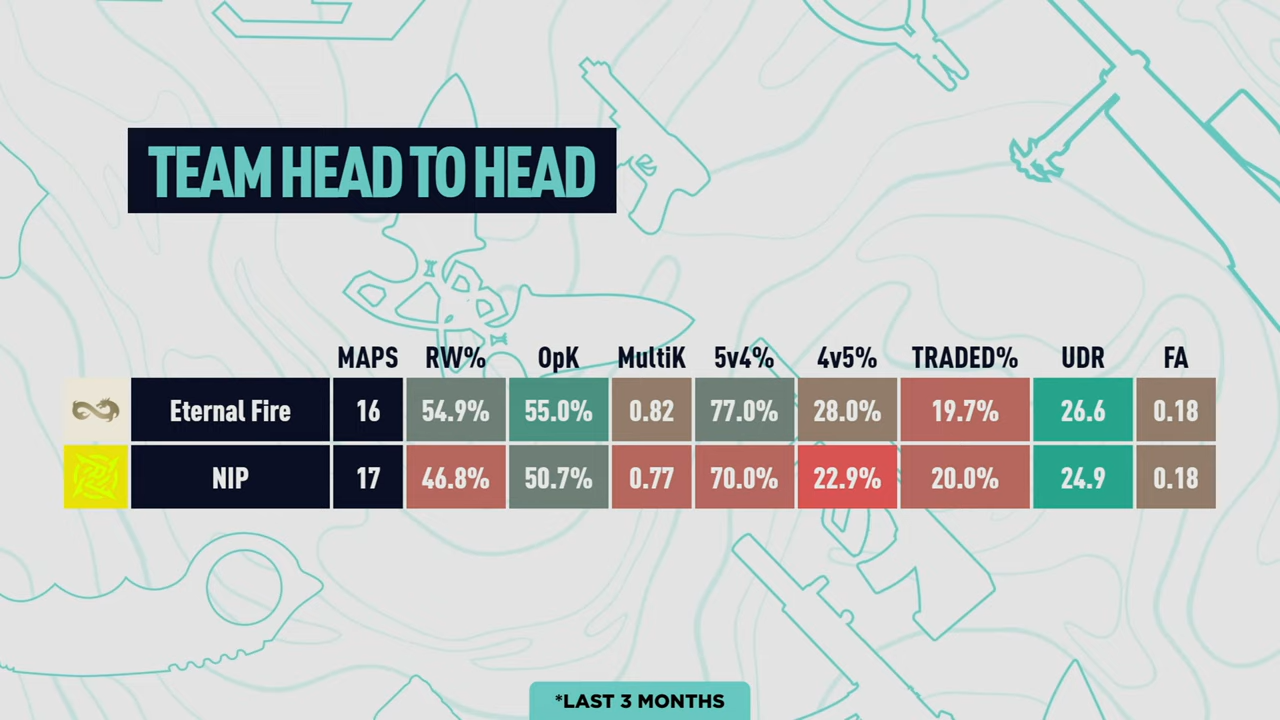 TEAM HEAD TO HEAD
MAPS RW% OpK MultiK 5v4% 4v5% TRADED% UDR FA
Eternal Fire 16 54.9% 55.0% 0.82 77.0% 28.0% 19.7% 26.6 0.18
NIP 17 46.8% 50.7% 0.77 70.0% 22.9% 20.0% 24.9 0.18
*LAST 3 MONTHS